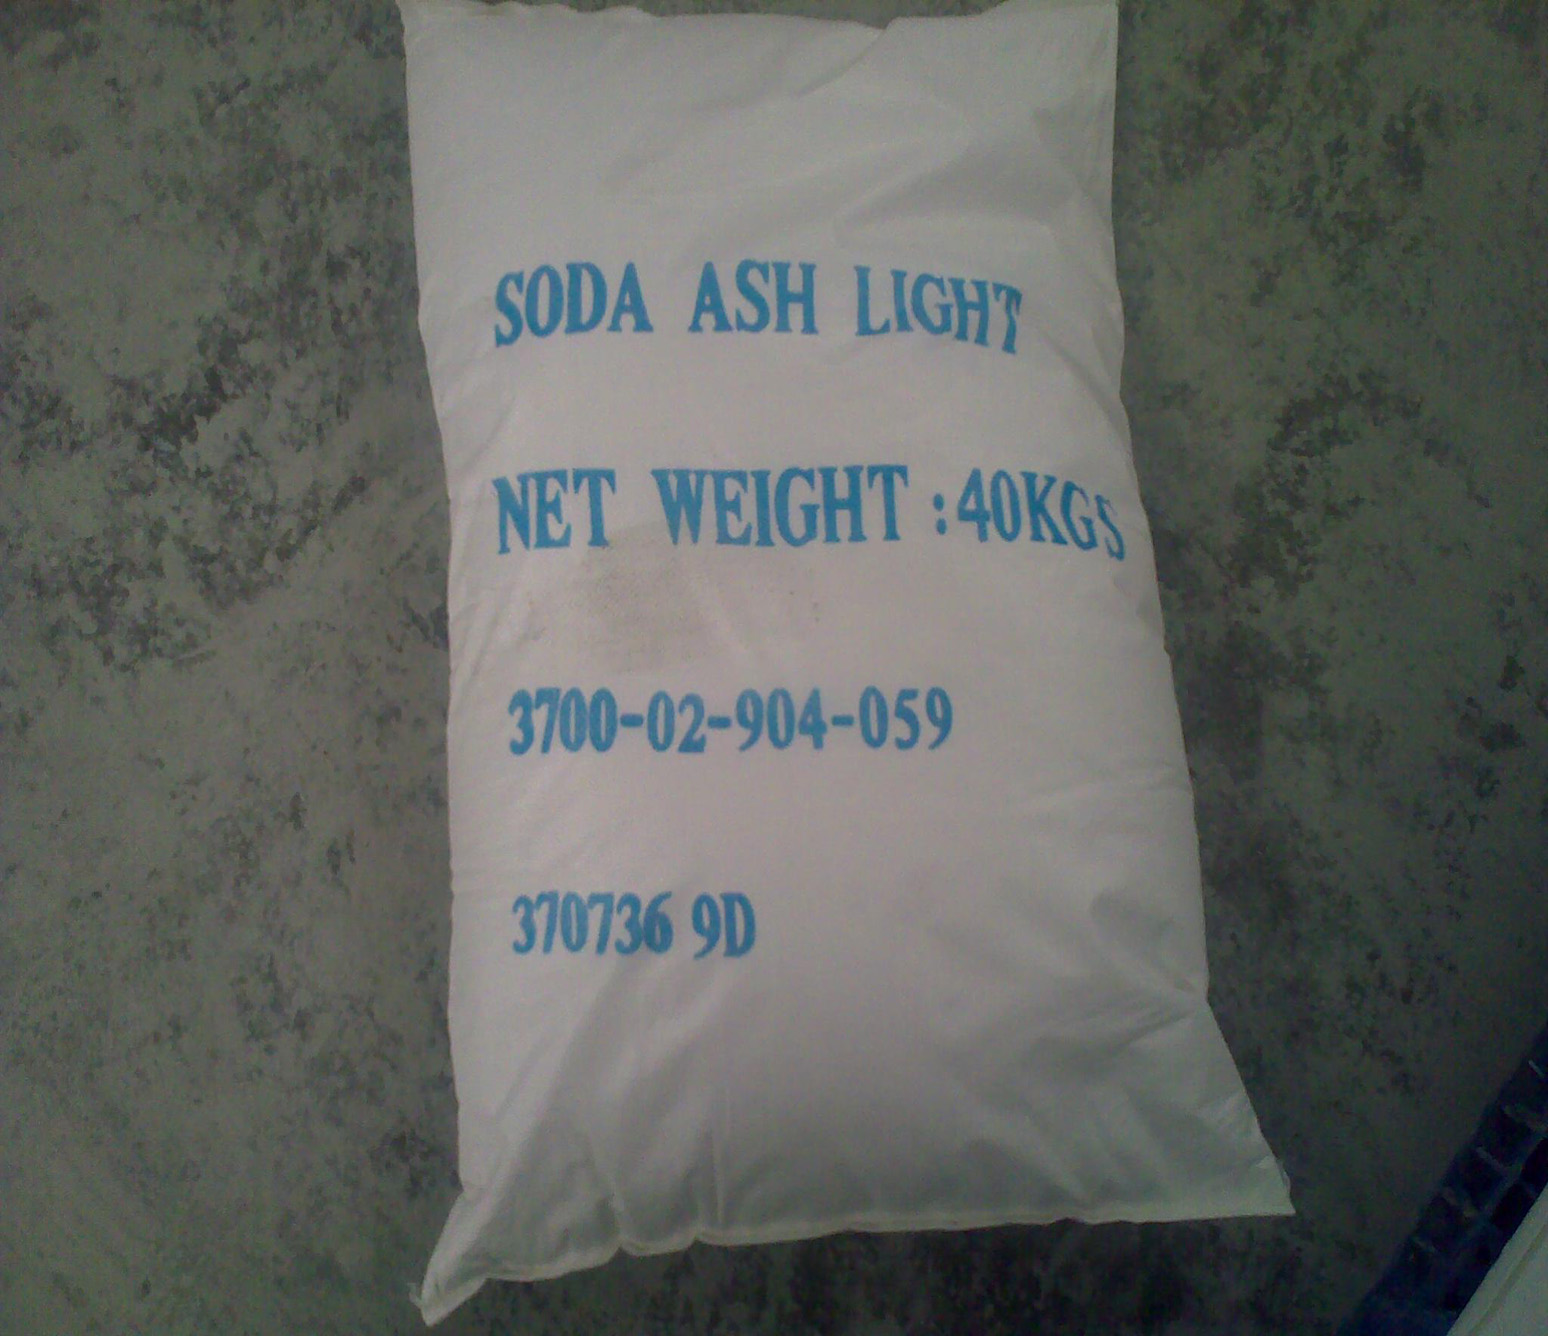 SODA ASH LIGHT
NET WEIGHT :40KGS
3700-02-904-059
370736 9D